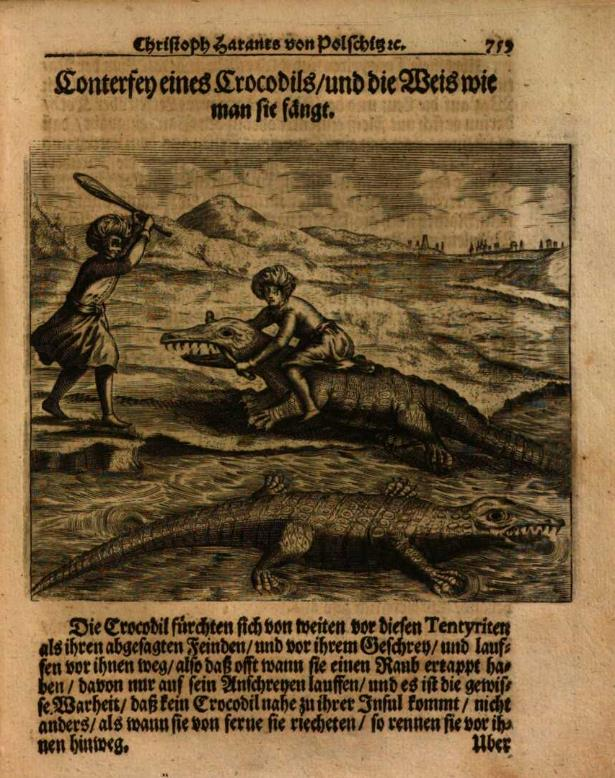 Christoph Harants von Polschitz ꝛc. 759
Conterfey eines Crocodils/und die Weis wie
man sie fängt.
Die Crocodil fürchten sich von weiten vor diesen Tentyriten
als ihren abgesagten Feinden/ und vor ihrem Geschrey/ und lauf-
fen vor ihnen weg/ also daß offt wann sie einen Raub ertappt ha-
ben/ davon nur auf sein Anschreyen lauffen/ und es ist die gewis-
se Warheit/ daß kein Crocodil nahe zu ihrer Insul kommt/ nicht
anders/ als wann sie von ferne sie riecheten/ so rennen sie vor ih-
nen hinweg. Uber